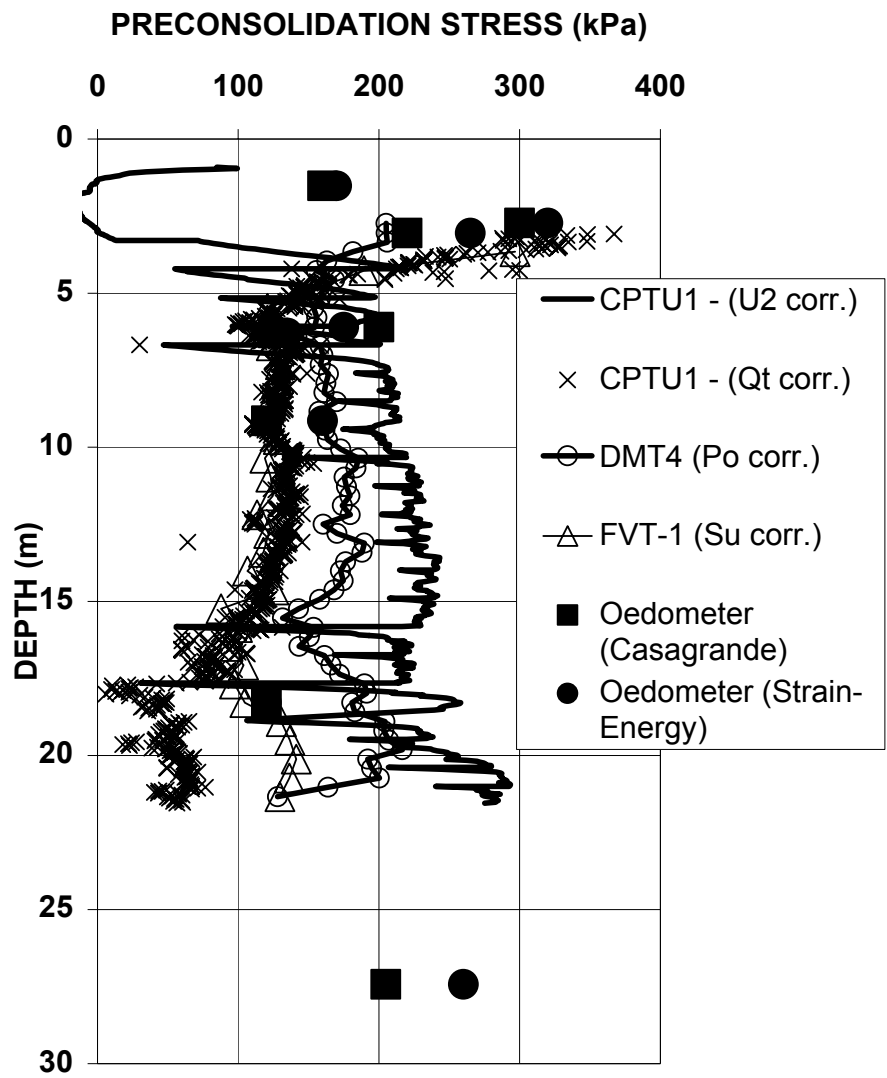 PRECONSOLIDATION STRESS (kPa)
0 100 200 300 400
0
5
10
15
20
25
30
DEPTH (m)
CPTU1 - (U2 corr.)
CPTU1 - (Qt corr.)
DMT4 (Po corr.)
FVT-1 (Su corr.)
Oedometer
(Casagrande)
Oedometer (Strain-
Energy)